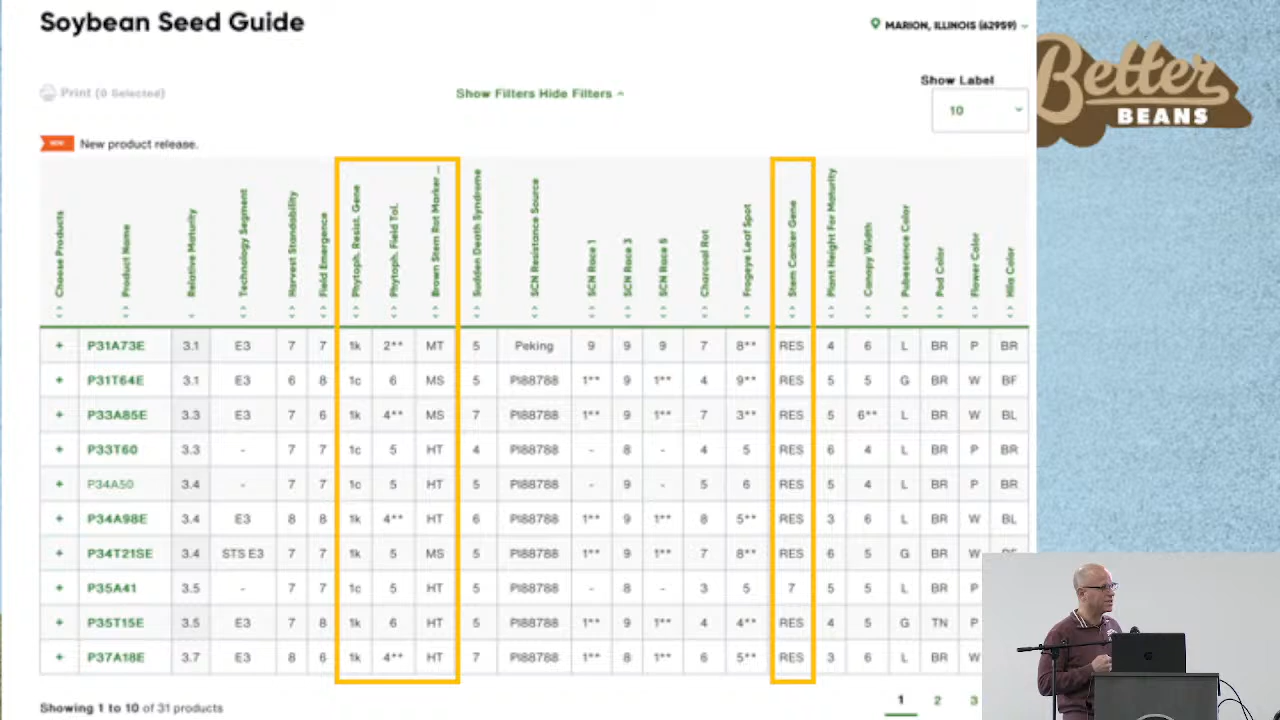 Soybean Seed Guide
MARION, ILLINOIS (62959)
Better
BEANS
Show Label
Print (0 Selected)
Show Filters Hide Filters
10
NEW New product release.
Choose Products Product Name Relative Maturity Technology Segment Harvest Standability Field Emergence Phytoph. Resist. Gene Phytoph. Field Tol. Brown Stem Rot Marker ... Sudden Death Syndrome SCN Resistance Source SCN Race 1 SCN Race 3 SCN Race 5 Charcoal Rot Frogeye Leaf Spot Stem Canker Gene Plant Height For Maturity Canopy Width Pubescence Color Pod Color Flower Color Hila Color
+ P31A73E 3.1 E3 7 7 1k 2** MT 5 Peking 9 9 9 7 8** RES 4 6 L BR P BR
+ P31T64E 3.1 E3 6 8 1c 6 MS 5 PI88788 1** 9 1** 4 9** RES 5 5 G BR W BF
+ P33A85E 3.3 E3 7 6 1k 4** MS 7 PI88788 1** 9 1** 7 3** RES 5 6** L BR W BL
+ P33T60 3.3 - 7 7 1c 5 HT 4 PI88788 - 8 - 4 5 RES 6 4 L BR P BR
+ P34A50 3.4 - 7 7 1c 5 HT 5 PI88788 - 9 - 5 6 RES 5 4 L BR P BR
+ P34A98E 3.4 E3 8 8 1k 4** HT 6 PI88788 1** 9 1** 8 5** RES 3 6 L BR W BL
+ P34T21SE 3.4 STS E3 7 7 1k 5 MS 5 PI88788 1** 9 1** 7 8** RES 6 5 G BR W
+ P35A41 3.5 - 7 7 1c 5 HT 5 PI88788 - 8 - 3 5 7 5 5 L BR P
+ P35T15E 3.5 E3 7 8 1k 5 HT 5 PI88788 1** 9 1** 4 4** RES 4 5 G TN P
+ P37A18E 3.7 E3 8 6 1k 4** HT 7 PI88788 1** 8 1** 6 5** RES 3 6 L BR W
Showing 1 to 10 of 31 products
1 2 3